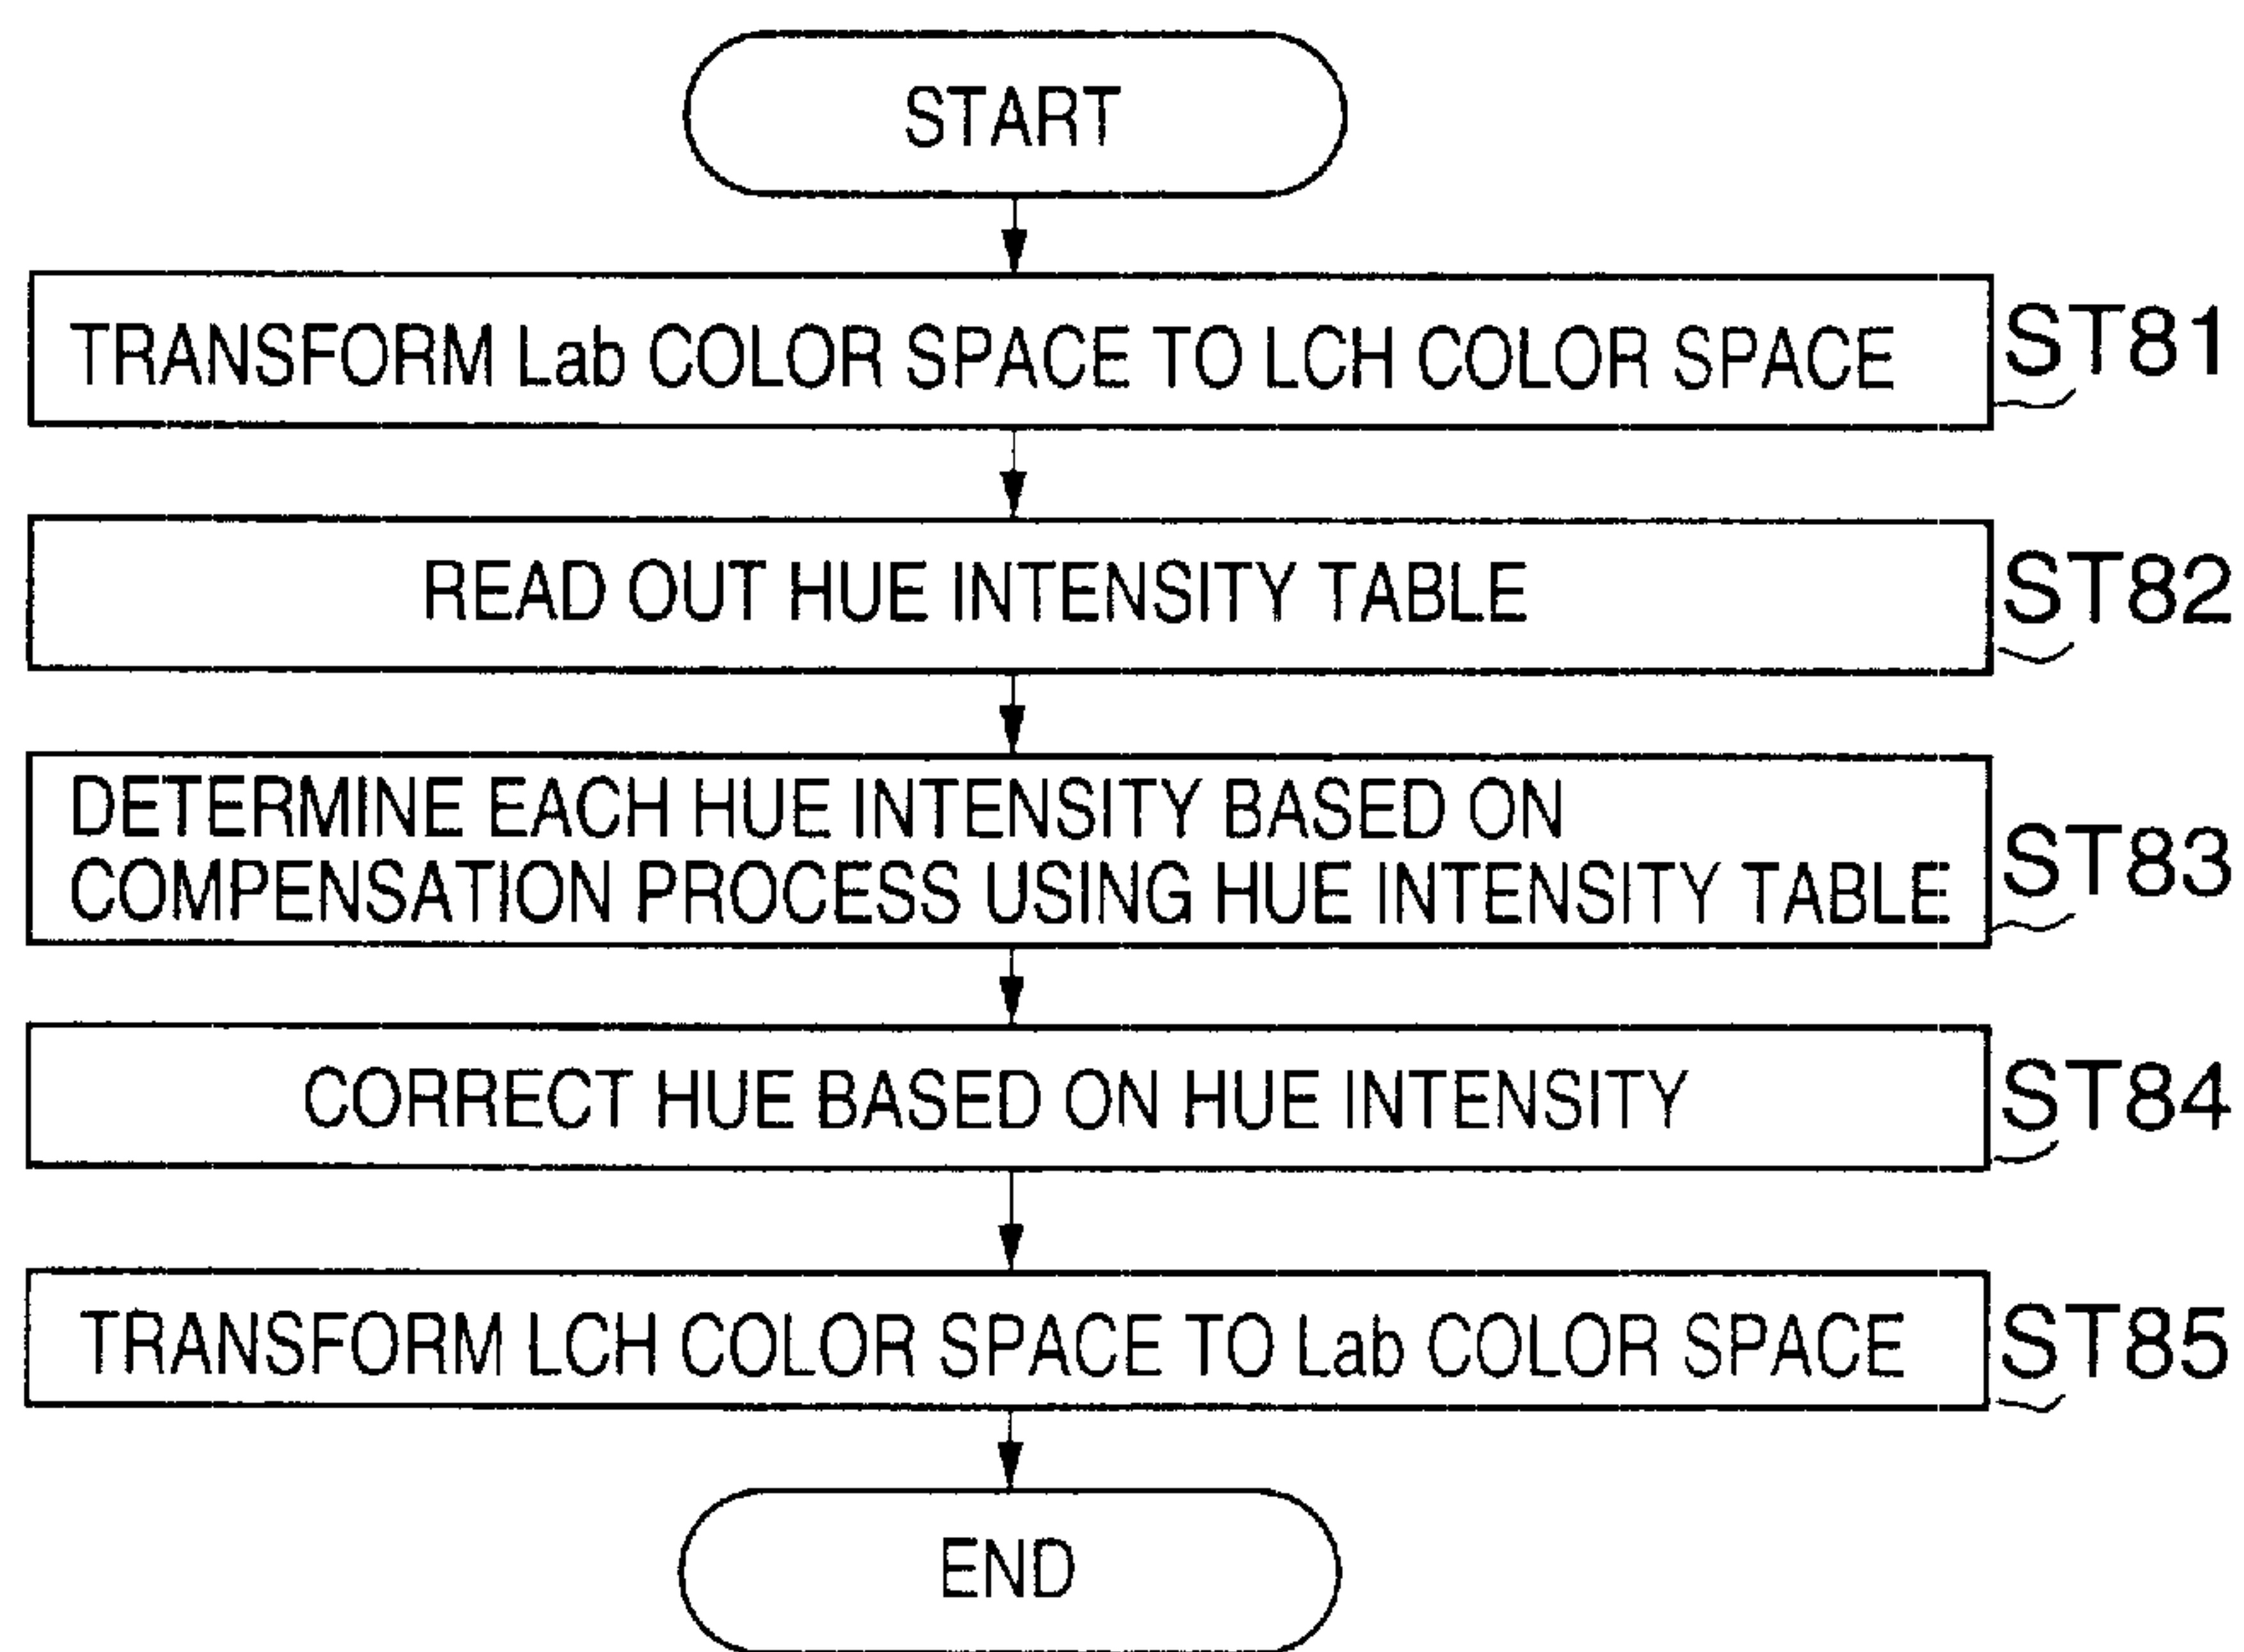 START
TRANSFORM Lab COLOR SPACE TO LCH COLOR SPACE
ST81
READ OUT HUE INTENSITY TABLE
ST82
DETERMINE EACH HUE INTENSITY BASED ON
COMPENSATION PROCESS USING HUE INTENSITY TABLE
ST83
CORRECT HUE BASED ON HUE INTENSITY
ST84
TRANSFORM LCH COLOR SPACE TO Lab COLOR SPACE
ST85
END